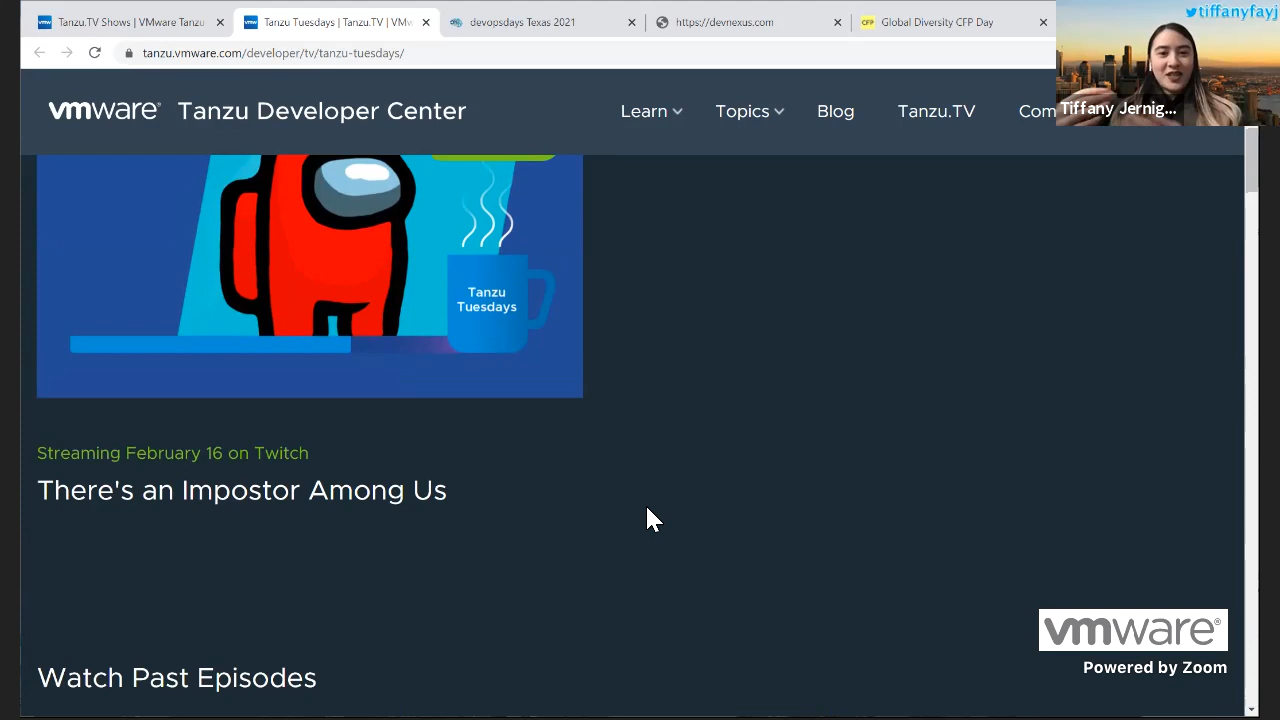 Tanzu.TV Shows | VMware Tanzu
Tanzu Tuesdays | Tanzu.TV | VMw
devopsdays Texas 2021
https://devnexus.com
CFP
Global Diversity CFP Day
tiffanyfayj
tanzu.vmware.com/developer/tv/tanzu-tuesdays/
vmware® Tanzu Developer Center
Learn
Topics
Blog
Tanzu.TV
Com
Tiffany Jernig...
Tanzu
Tuesdays
Streaming February 16 on Twitch
There's an Impostor Among Us
vmware®
Powered by Zoom
Watch Past Episodes